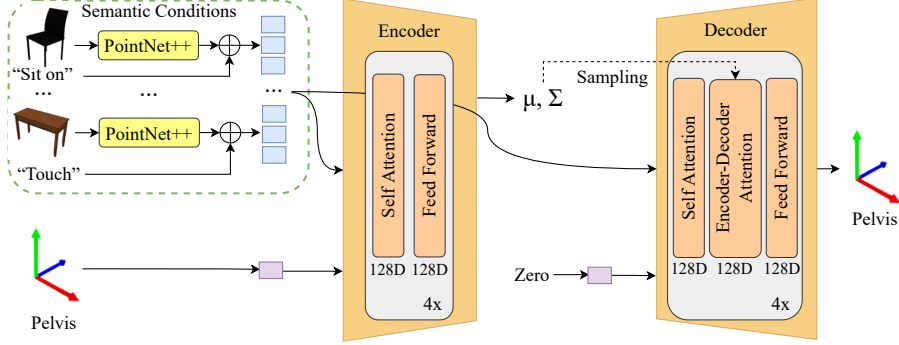 Semantic Conditions
PointNet++
“Sit on”
...
...
...
PointNet++
“Touch”
Pelvis
Encoder
Self Attention
Feed Forward
128D
128D
4x
μ, Σ
Sampling
Zero
Decoder
Self Attention
Encoder-Decoder
Attention
Feed Forward
128D
128D
128D
4x
Pelvis